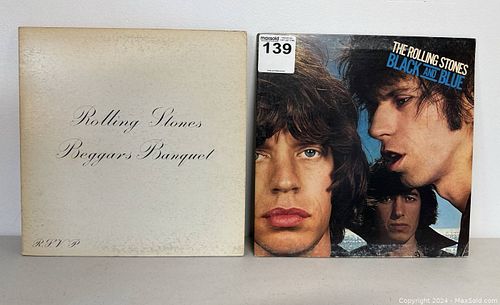 Rolling Stones
Beggars Banquet
R.S.V.P.
maxsold
139
THE ROLLING STONES
BLACK AND BLUE
Copyright 2024 - MaxSold.com